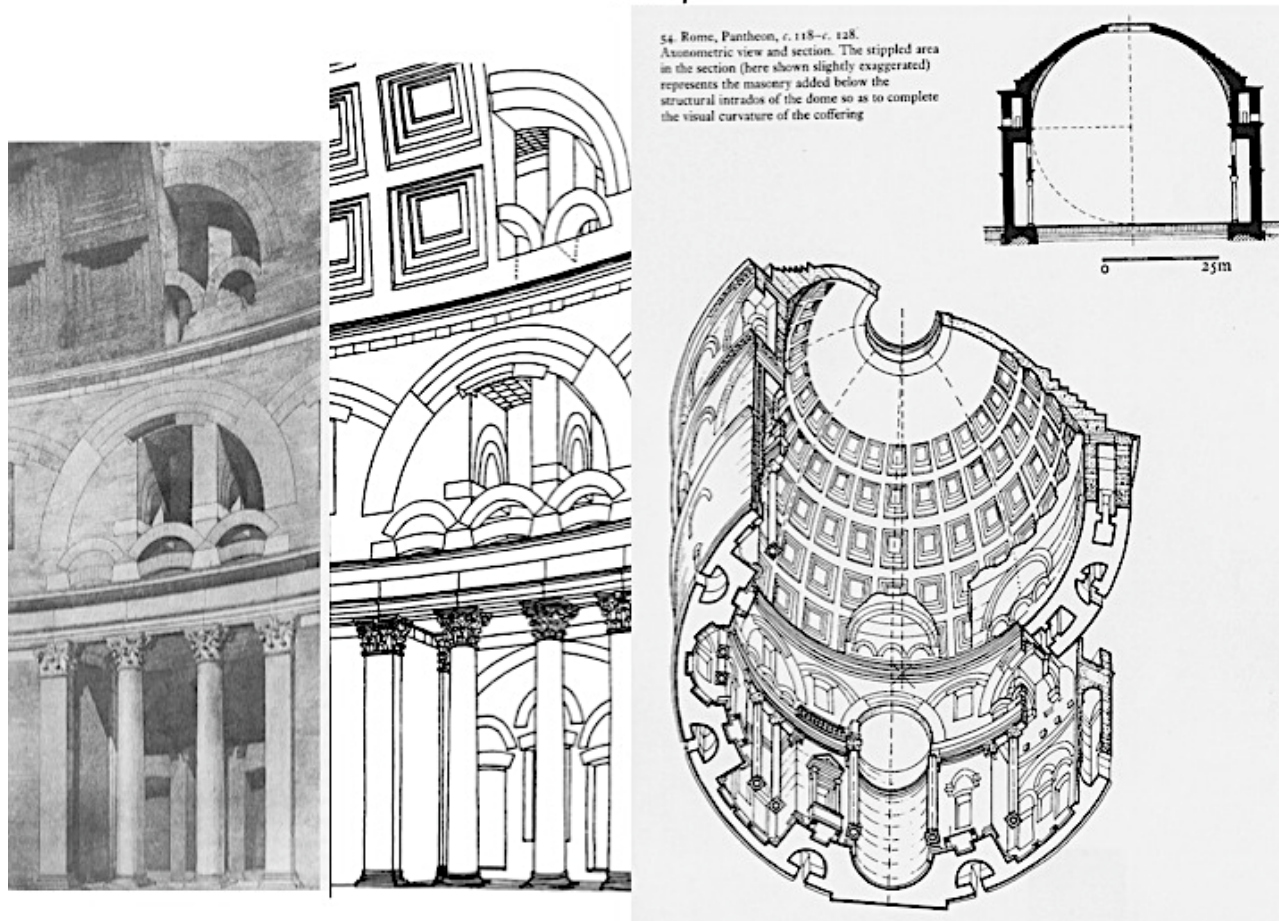 54. Rome, Pantheon, c. 118–c. 128.
Axonometric view and section. The stippled area
in the section (here shown slightly exaggerated)
represents the masonry added below the
structural intrados of the dome so as to complete
the visual curvature of the coffering
0 25m